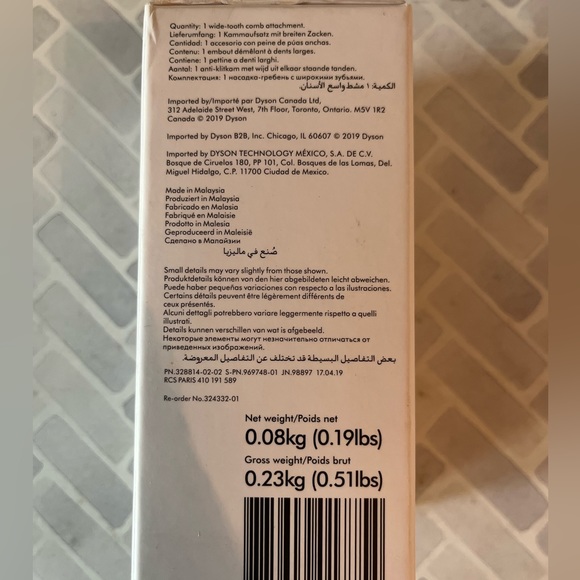 Quantity: 1 wide-tooth comb attachment.
Lieferumfang: 1 Kammaufsatz mit breiten Zacken.
Cantidad: 1 accesorio con peine de púas anchas.
Contenu: 1 embout démêlant à dents larges.
Contiene: 1 pettine a denti larghi.
Aantal: 1 anti-klitkam met wijd uit elkaar staande tanden.
Комплектация: 1 насадка-гребень с широкими зубьями.
الكمية: ١ مشط واسع الأسنان.
Imported by/Importé par Dyson Canada Ltd,
312 Adelaide Street West, 7th Floor, Toronto, Ontario. M5V 1R2
Canada © 2019 Dyson
Imported by Dyson B2B, Inc. Chicago, IL 60607 © 2019 Dyson
Imported by DYSON TECHNOLOGY MÉXICO, S.A. DE C.V.
Bosque de Ciruelos 180, PP 101, Col. Bosques de las Lomas, Del.
Miguel Hidalgo, C.P. 11700 Ciudad de Mexico.
Made in Malaysia
Produziert in Malaysia
Fabricado en Malasia
Fabriqué en Malaisie
Prodotto in Malesia
Geproduceerd in Maleisië
Сделано в Малайзии
صُنع في ماليزيا
Small details may vary slightly from those shown.
Produktdetails können von den hier abgebildeten leicht abweichen.
Puede haber pequeñas variaciones con respecto a las ilustraciones.
Certains détails peuvent être légèrement différents de
ceux présentés.
Alcuni dettagli potrebbero variare leggermente rispetto a quelli
illustrati.
Details kunnen verschillen van wat is afgebeeld.
Некоторые элементы могут незначительно отличаться от
приведенных изображений.
بعض التفاصيل البسيطة قد تختلف عن التفاصيل المعروضة.
PN.328814-02-02 S-PN.969748-01 JN.98897 17.04.19
RCS PARIS 410 191 589
Re-order No.324332-01
Net weight/Poids net
0.08kg (0.19lbs)
Gross weight/Poids brut
0.23kg (0.51lbs)